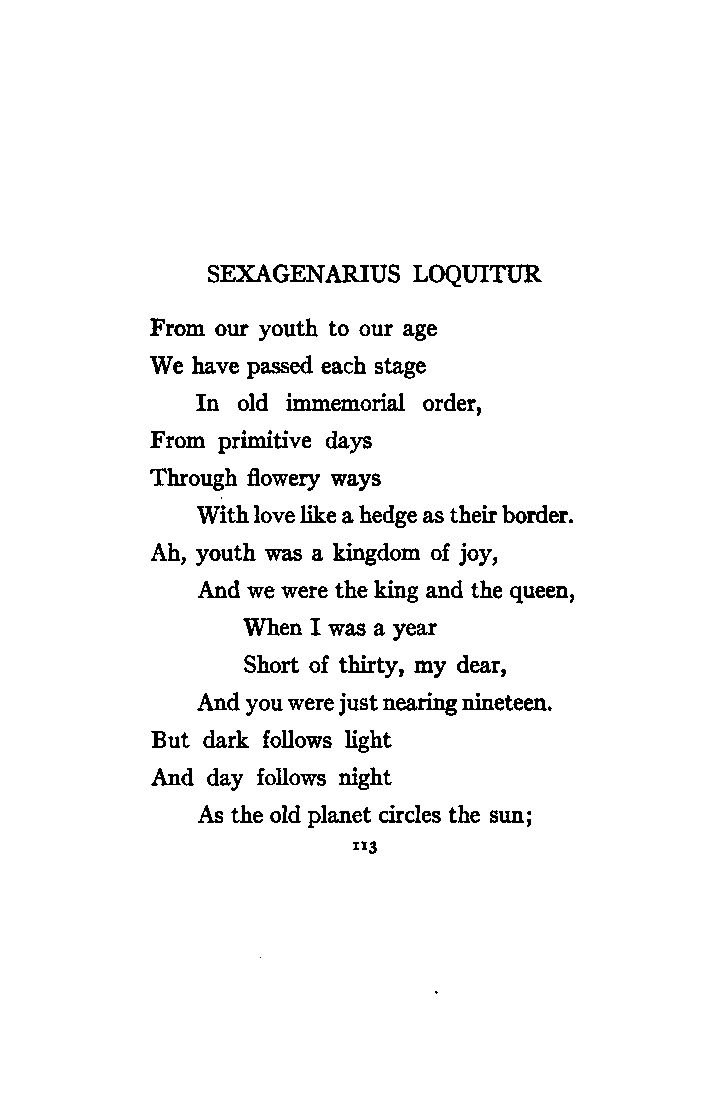 SEXAGENARIUS LOQUITUR
From our youth to our age
We have passed each stage
In old immemorial order,
From primitive days
Through flowery ways
With love like a hedge as their border.
Ah, youth was a kingdom of joy,
And we were the king and the queen,
When I was a year
Short of thirty, my dear,
And you were just nearing nineteen.
But dark follows light
And day follows night
As the old planet circles the sun;
113